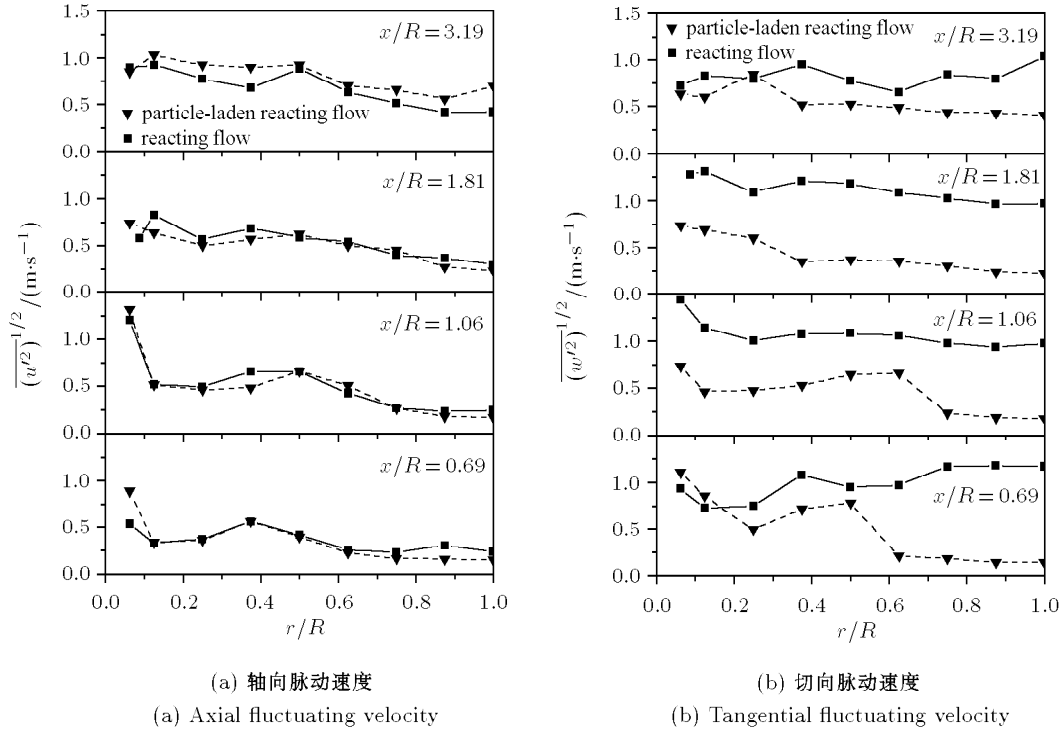 1.5
x/R=3.19
1.0
0.5
particle-laden reacting flow
reacting flow
0.0
x/R=1.81
1.0
0.5
0.0
x/R=1.06
1.0
0.5
0.0
x/R=0.69
1.0
0.5
0.0
0.0 0.2 0.4 0.6 0.8 1.0
r/R
(u′²)^1/2/(m·s⁻¹)
(a) 轴向脉动速度
(a) Axial fluctuating velocity
1.5
particle-laden reacting flow
reacting flow
x/R=3.19
1.0
0.5
0.0
x/R=1.81
1.0
0.5
0.0
x/R=1.06
1.0
0.5
0.0
1.0
x/R=0.69
0.5
0.0
0.0 0.2 0.4 0.6 0.8 1.0
r/R
(w′²)^1/2/(m·s⁻¹)
(b) 切向脉动速度
(b) Tangential fluctuating velocity